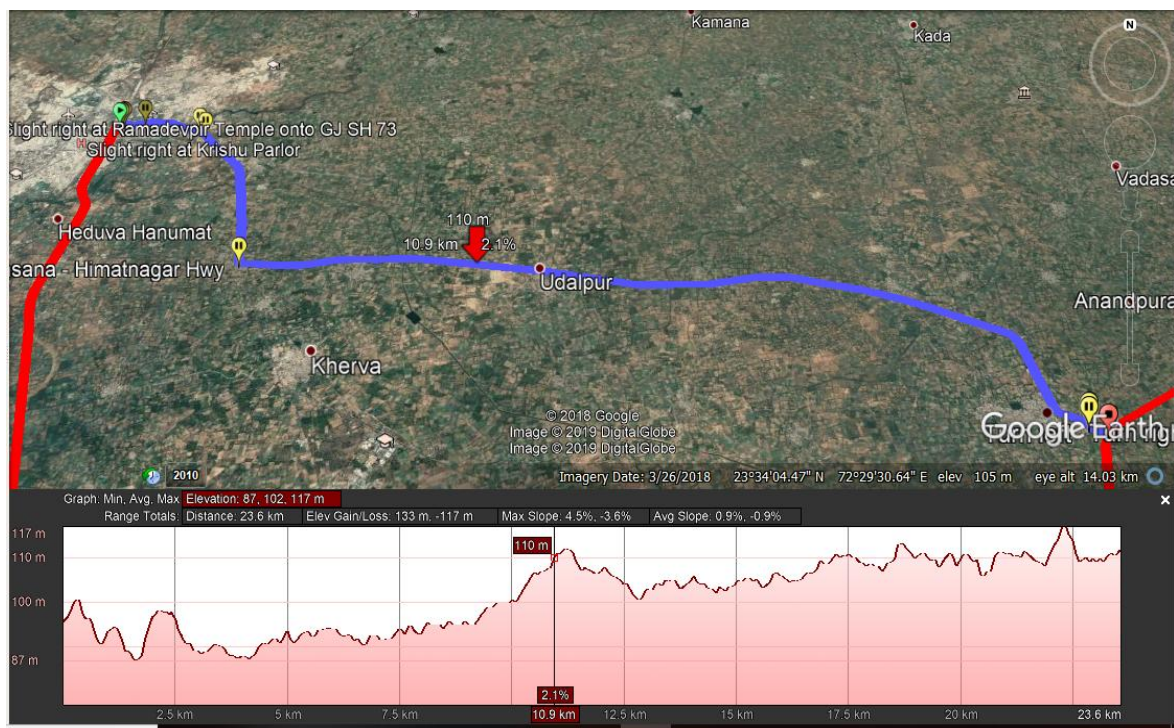 Kamana
Kada
N
Slight right at Ramadevpir Temple onto GJ SH 73
Slight right at Krishu Parlor
Vadasa
Heduva Hanumat
110 m
10.9 km 2.1%
sana - Himatnagar Hwy
Udalpur
Anandpura
Kherva
© 2018 Google
Image © 2019 DigitalGlobe
Image © 2019 DigitalGlobe
Google Earth
2010
Imagery Date: 3/26/2018 23°34'04.47" N 72°29'30.64" E elev 105 m eye alt 14.03 km
Graph: Min, Avg, Max Elevation: 87, 102, 117 m
Range Totals: Distance: 23.6 km Elev Gain/Loss: 133 m, -117 m Max Slope: 4.5%, -3.6% Avg Slope: 0.9%, -0.9%
117 m
110 m
110 m
100 m
87 m
2.1%
2.5 km 5 km 7.5 km 10.9 km 12.5 km 15 km 17.5 km 20 km 23.6 km